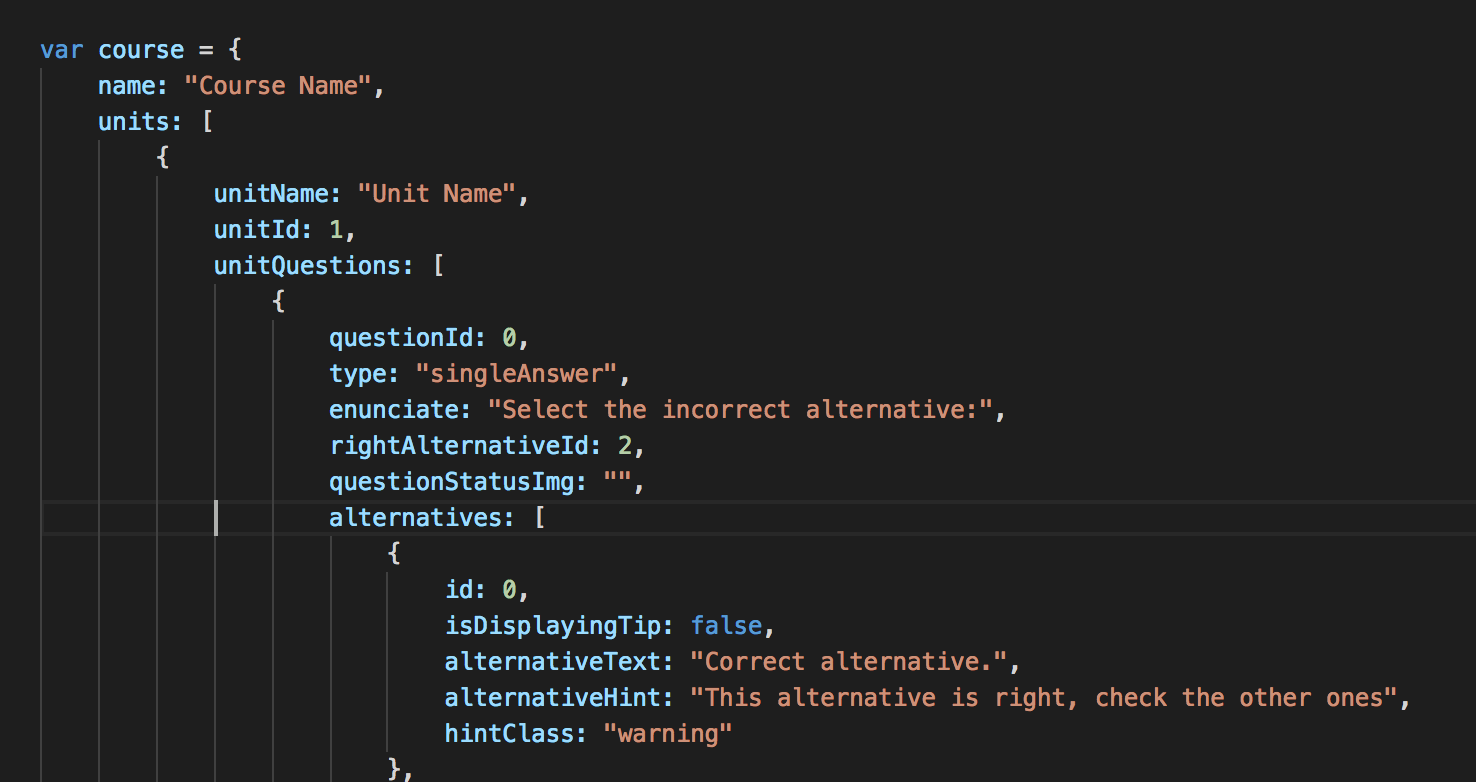 var course = {
    name: "Course Name",
    units: [
        {
            unitName: "Unit Name",
            unitId: 1,
            unitQuestions: [
                {
                    questionId: 0,
                    type: "singleAnswer",
                    enunciate: "Select the incorrect alternative:",
                    rightAlternativeId: 2,
                    questionStatusImg: "",
                    alternatives: [
                        {
                            id: 0,
                            isDisplayingTip: false,
                            alternativeText: "Correct alternative.",
                            alternativeHint: "This alternative is right, check the other ones",
                            hintClass: "warning"
                        },